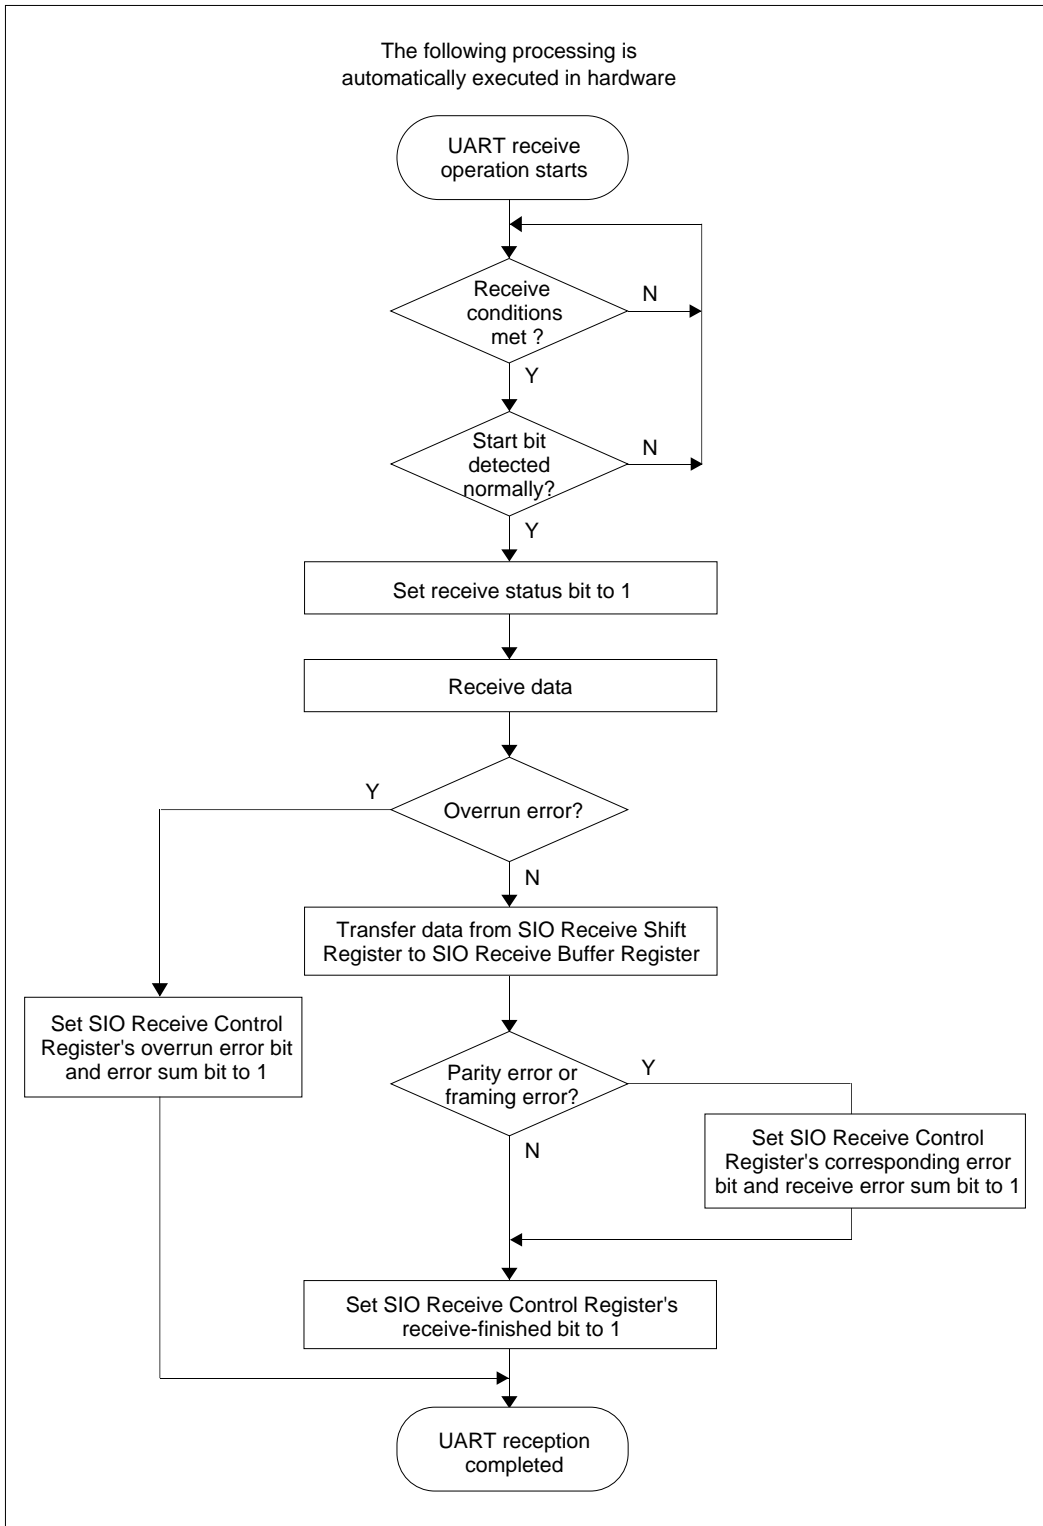 The following processing is
automatically executed in hardware
UART receive
operation starts
Receive
conditions
met ?
N
Y
Start bit
detected
normally?
N
Y
Set receive status bit to 1
Receive data
Y
Overrun error?
N
Transfer data from SIO Receive Shift
Register to SIO Receive Buffer Register
Set SIO Receive Control
Register's overrun error bit
and error sum bit to 1
Parity error or
framing error?
Y
N
Set SIO Receive Control
Register's corresponding error
bit and receive error sum bit to 1
Set SIO Receive Control Register's
receive-finished bit to 1
UART reception
completed